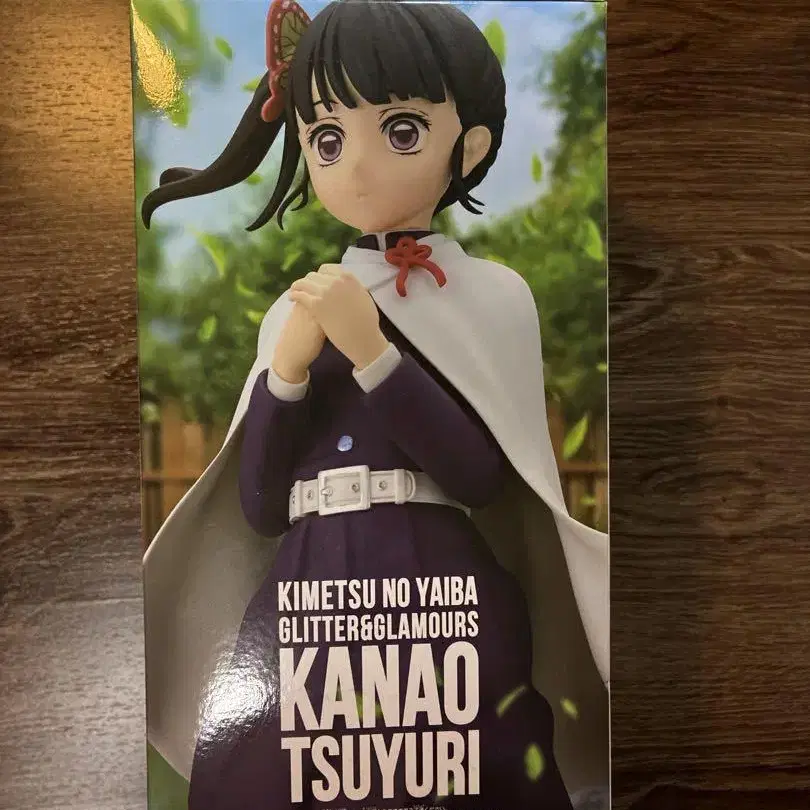 KIMETSU NO YAIBA
GLITTER&GLAMOURS
KANAO
TSUYURI